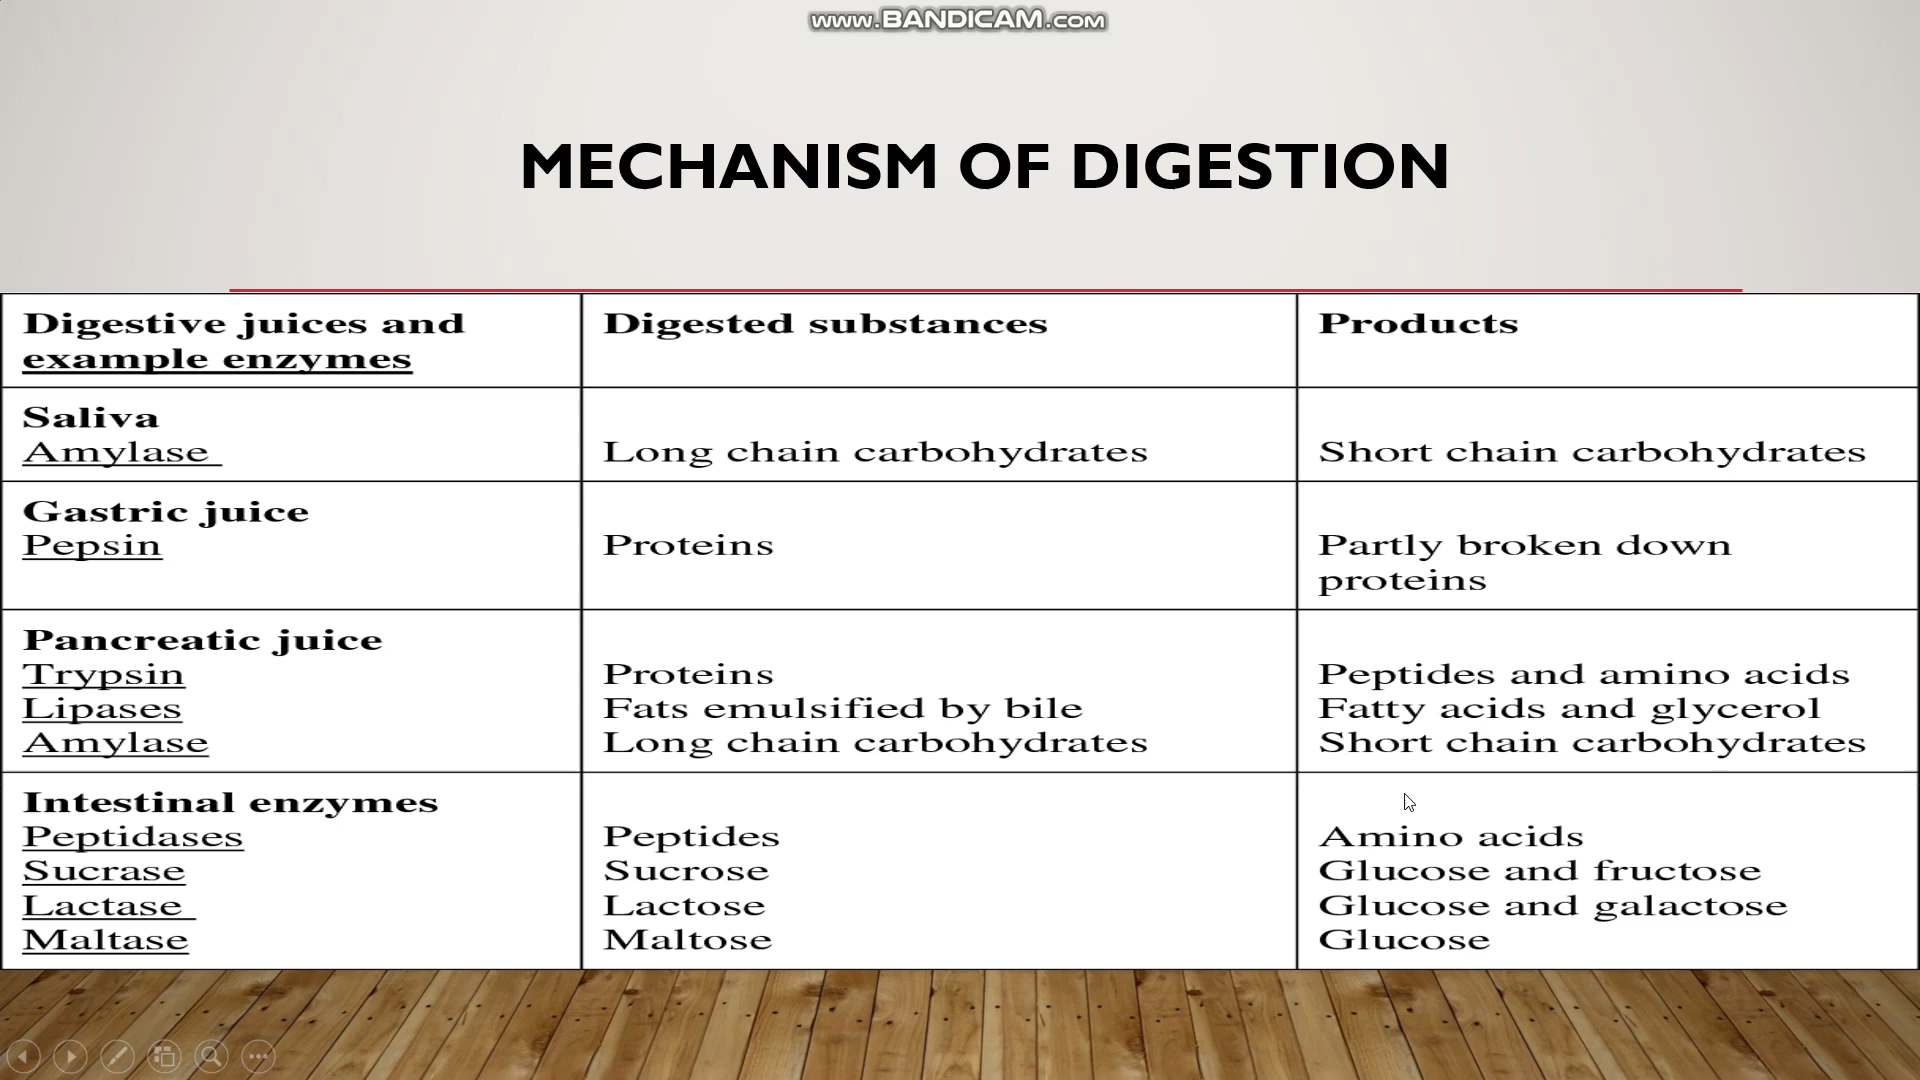 www.BANDICAM.com
MECHANISM OF DIGESTION
Digestive juices and
example enzymes
Digested substances
Products
Saliva
Amylase
Long chain carbohydrates
Short chain carbohydrates
Gastric juice
Pepsin
Proteins
Partly broken down
proteins
Pancreatic juice
Trypsin
Proteins
Peptides and amino acids
Lipases
Fats emulsified by bile
Fatty acids and glycerol
Amylase
Long chain carbohydrates
Short chain carbohydrates
Intestinal enzymes
Peptidases
Peptides
Amino acids
Sucrase
Sucrose
Glucose and fructose
Lactase
Lactose
Glucose and galactose
Maltase
Maltose
Glucose